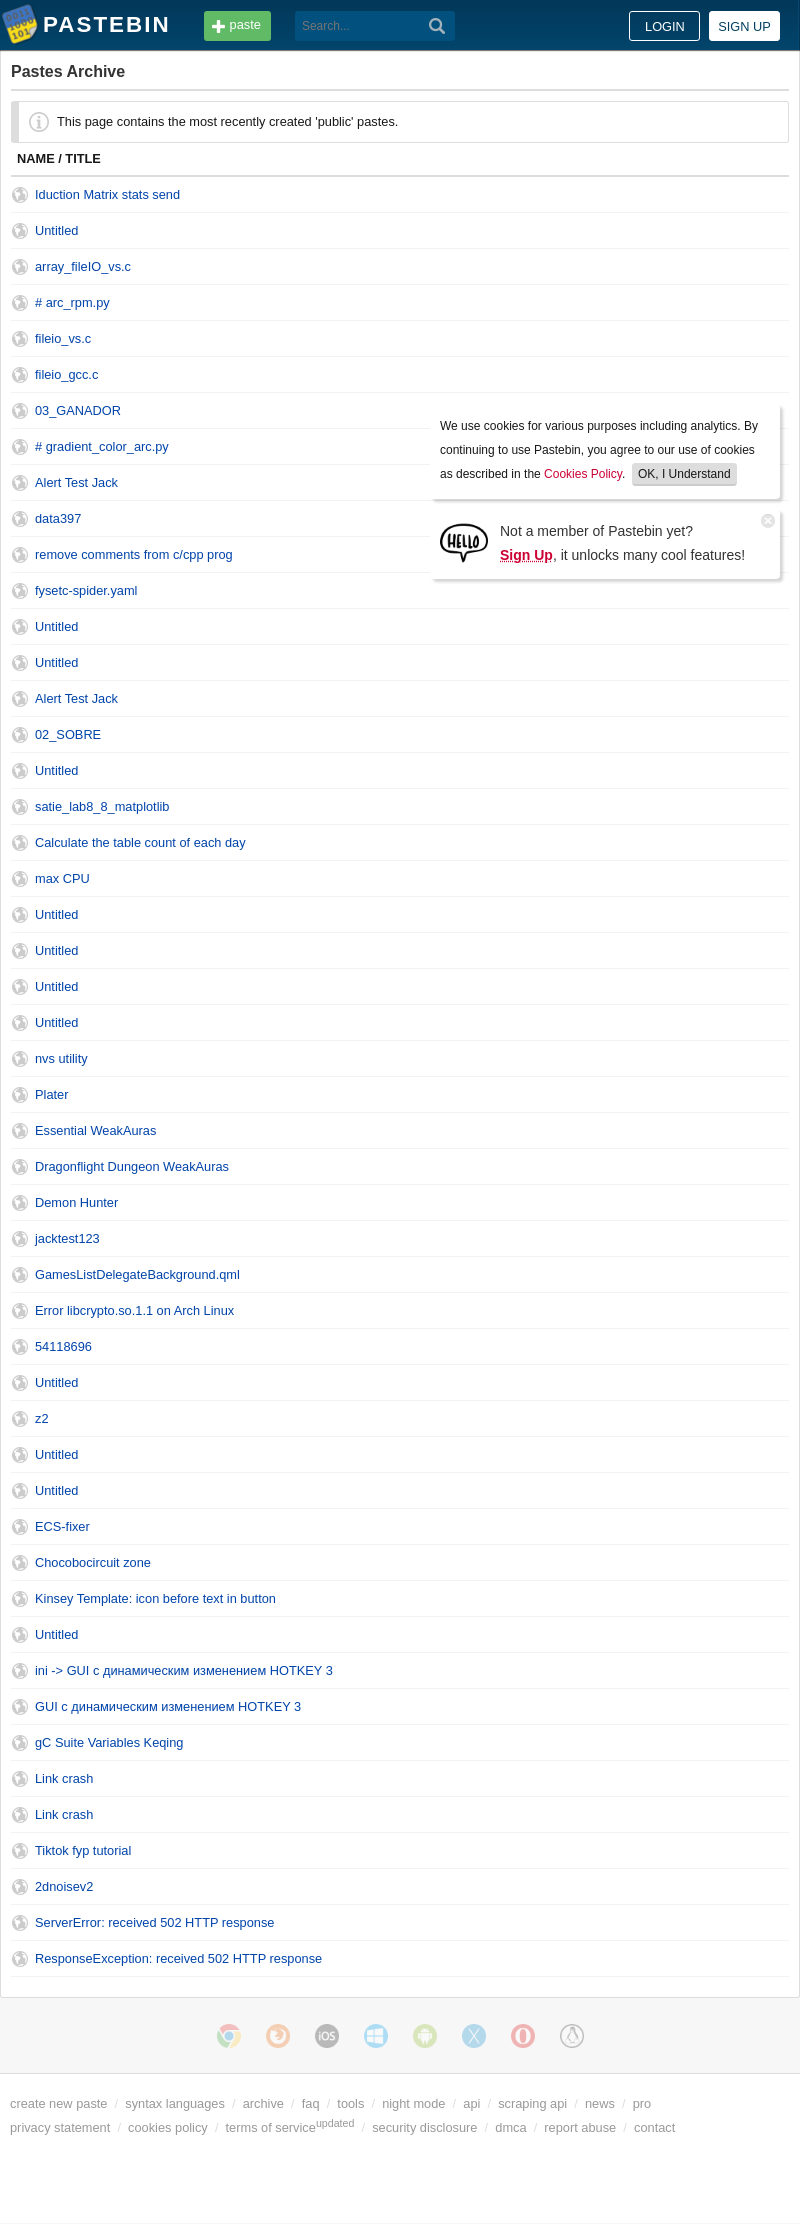 PASTEBIN paste Search... LOGIN SIGN UP
Pastes Archive
This page contains the most recently created 'public' pastes.
NAME / TITLE
Iduction Matrix stats send
Untitled
array_fileIO_vs.c
# arc_rpm.py
fileio_vs.c
fileio_gcc.c
03_GANADOR
# gradient_color_arc.py
Alert Test Jack
data397
remove comments from c/cpp prog
fysetc-spider.yaml
We use cookies for various purposes including analytics. By
continuing to use Pastebin, you agree to our use of cookies
as described in the Cookies Policy. OK, I Understand
HELLO
Not a member of Pastebin yet?
Sign Up, it unlocks many cool features!
Untitled
Untitled
Alert Test Jack
02_SOBRE
Untitled
satie_lab8_8_matplotlib
Calculate the table count of each day
max CPU
Untitled
Untitled
Untitled
Untitled
nvs utility
Plater
Essential WeakAuras
Dragonflight Dungeon WeakAuras
Demon Hunter
jacktest123
GamesListDelegateBackground.qml
Error libcrypto.so.1.1 on Arch Linux
54118696
Untitled
z2
Untitled
Untitled
ECS-fixer
Chocobocircuit zone
Kinsey Template: icon before text in button
Untitled
ini -> GUI с динамическим изменением HOTKEY 3
GUI с динамическим изменением HOTKEY 3
gC Suite Variables Keqing
Link crash
Link crash
Tiktok fyp tutorial
2dnoisev2
ServerError: received 502 HTTP response
ResponseException: received 502 HTTP response
iOS
create new paste / syntax languages / archive / faq / tools / night mode / api / scraping api / news / pro
privacy statement / cookies policy / terms of service updated / security disclosure / dmca / report abuse / contact